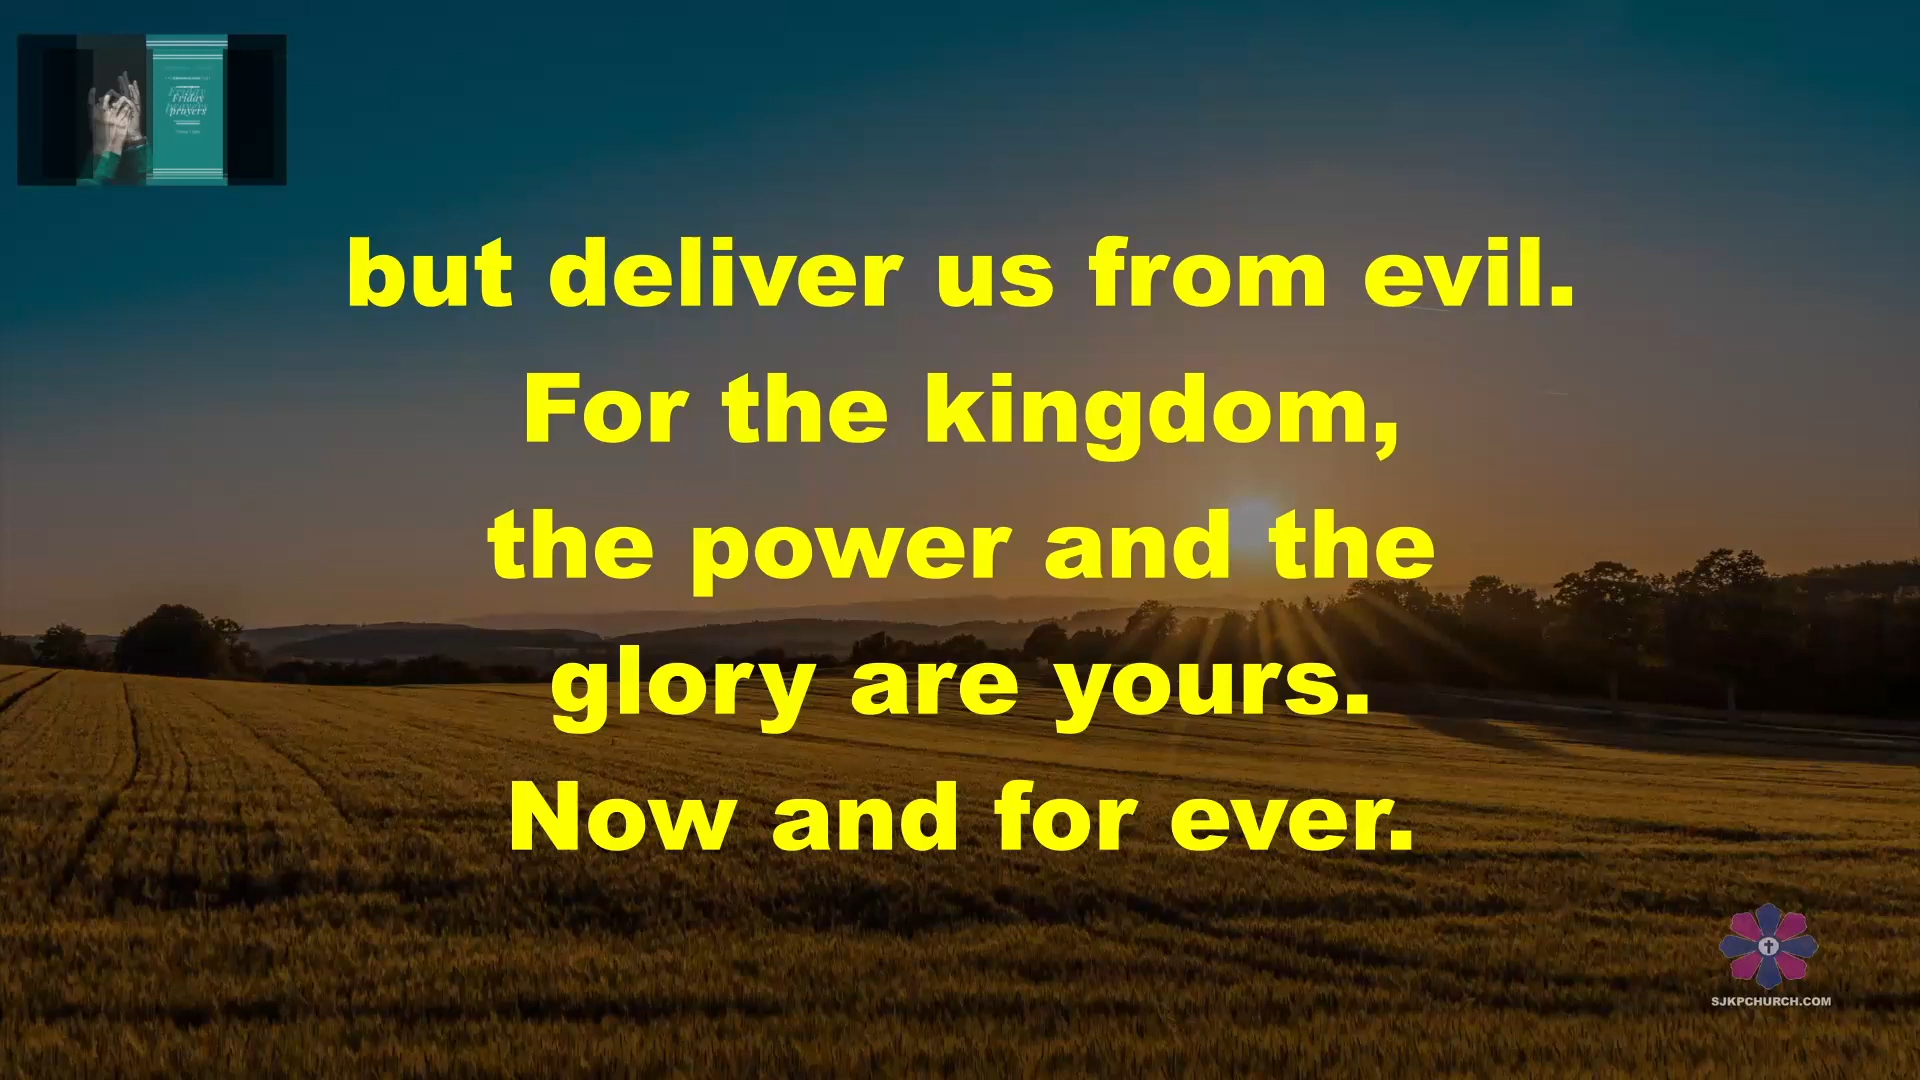 Friday
prayers
but deliver us from evil.
For the kingdom,
the power and the
glory are yours.
Now and for ever.
SJKPCHURCH.COM